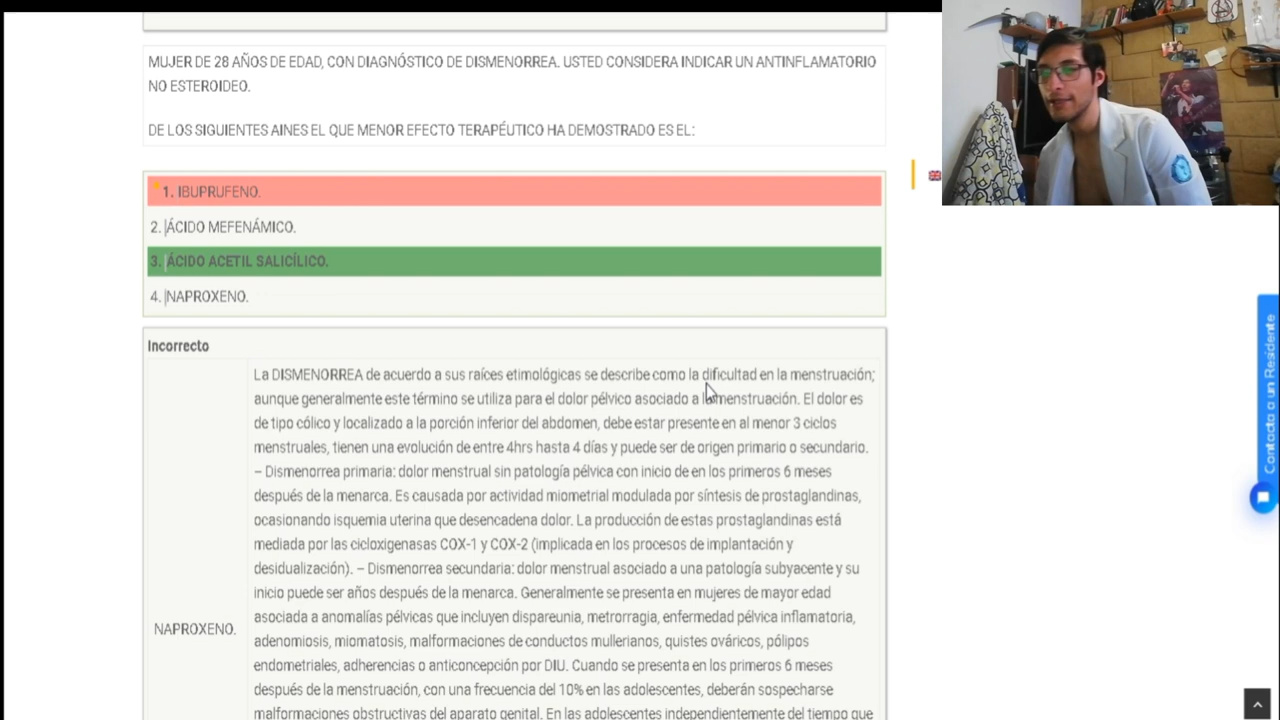 MUJER DE 28 AÑOS DE EDAD, CON DIAGNÓSTICO DE DISMENORREA. USTED CONSIDERA INDICAR UN ANTINFLAMATORIO
NO ESTEROIDEO.
DE LOS SIGUIENTES AINES EL QUE MENOR EFECTO TERAPÉUTICO HA DEMOSTRADO ES EL:
1. IBUPRUFENO.
2. ÁCIDO MEFENÁMICO.
3. ÁCIDO ACETIL SALICÍLICO.
4. NAPROXENO.
Incorrecto
La DISMENORREA de acuerdo a sus raíces etimológicas se describe como la dificultad en la menstruación;
aunque generalmente este término se utiliza para el dolor pélvico asociado a la menstruación. El dolor es
de tipo cólico y localizado a la porción inferior del abdomen, debe estar presente en al menor 3 ciclos
menstruales, tienen una evolución de entre 4hrs hasta 4 días y puede ser de origen primario o secundario.
– Dismenorrea primaria: dolor menstrual sin patología pélvica con inicio de en los primeros 6 meses
después de la menarca. Es causada por actividad miometrial modulada por síntesis de prostaglandinas,
ocasionando isquemia uterina que desencadena dolor. La producción de estas prostaglandinas está
mediada por las cicloxigenasas COX-1 y COX-2 (implicada en los procesos de implantación y
desidualización). – Dismenorrea secundaria: dolor menstrual asociado a una patología subyacente y su
inicio puede ser años después de la menarca. Generalmente se presenta en mujeres de mayor edad
asociada a anomalías pélvicas que incluyen dispareunia, metrorragia, enfermedad pélvica inflamatoria,
NAPROXENO.
adenomiosis, miomatosis, malformaciones de conductos mullerianos, quistes ováricos, pólipos
endometriales, adherencias o anticoncepción por DIU. Cuando se presenta en los primeros 6 meses
después de la menstruación, con una frecuencia del 10% en las adolescentes, deberán sospecharse
malformaciones obstructivas del aparato genital. En las adolescentes independientemente del tiempo que
Contacta a un Residente